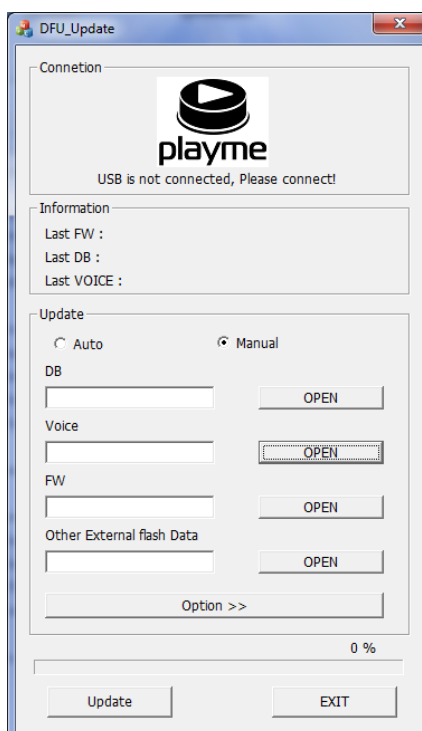 DFU_Update
Connetion
playme
USB is not connected, Please connect!
Information
Last FW :
Last DB :
Last VOICE :
Update
Auto Manual
DB
OPEN
Voice
OPEN
FW
OPEN
Other External flash Data
OPEN
Option >>
0 %
Update EXIT